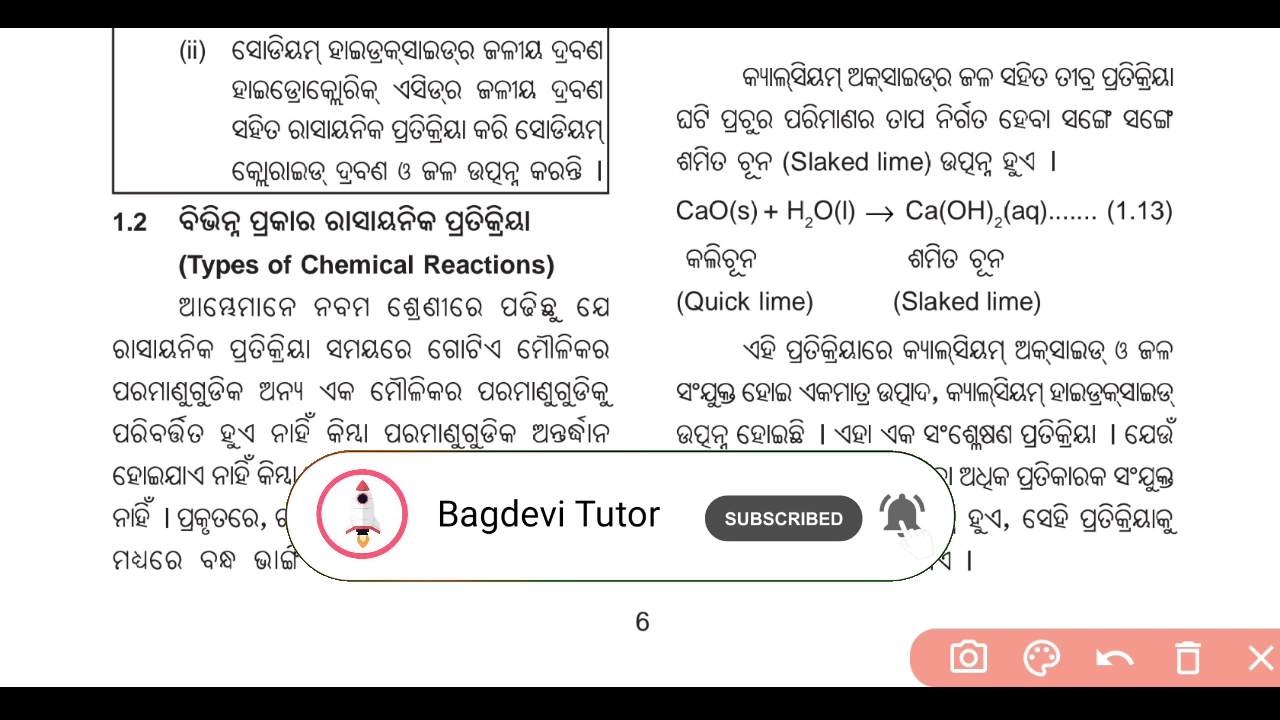 (ii) ସୋଡିୟମ୍ ହାଇଡ୍ରକ୍‌ସାଇଡ୍‌ର ଜଳୀୟ ଦ୍ରବଣ
ହାଇଡ୍ରୋକ୍ଲୋରିକ୍ ଏସିଡ୍‌ର ଜଳୀୟ ଦ୍ରବଣ
ସହିତ ରାସାୟନିକ ପ୍ରତିକ୍ରିୟା କରି ସୋଡିୟମ୍
କ୍ଲୋରାଇଡ୍ ଦ୍ରବଣ ଓ ଜଳ ଉତ୍ପନ୍ନ କରନ୍ତି ।
1.2 ବିଭିନ୍ନ ପ୍ରକାର ରାସାୟନିକ ପ୍ରତିକ୍ରିୟା
(Types of Chemical Reactions)
ଆମ୍ଭେମାନେ ନବମ ଶ୍ରେଣୀରେ ପଢିଛୁ ଯେ
ରାସାୟନିକ ପ୍ରତିକ୍ରିୟା ସମୟରେ ଗୋଟିଏ ମୌଳିକର
ପରମାଣୁଗୁଡିକ ଅନ୍ୟ ଏକ ମୌଳିକର ପରମାଣୁଗୁଡିକୁ
ପରିବର୍ତ୍ତିତ ହୁଏ ନାହିଁ କିମ୍ବା ପରମାଣୁଗୁଡିକ ଅନ୍ତର୍ଦ୍ଧାନ
ହୋଇଯାଏ ନାହିଁ କିମ୍ବା
ନାହିଁ । ପ୍ରକୃତରେ,
ମଧ୍ୟରେ ବନ୍ଧ ଭାଙ୍ଗି
କ୍ୟାଲ୍‌ସିୟମ୍ ଅକ୍‌ସାଇଡ୍‌ର ଜଳ ସହିତ ତୀବ୍ର ପ୍ରତିକ୍ରିୟା
ଘଟି ପ୍ରଚୁର ପରିମାଣର ତାପ ନିର୍ଗତ ହେବା ସଙ୍ଗେ ସଙ୍ଗେ
ଶମିତ ଚୂନ (Slaked lime) ଉତ୍ପନ୍ନ ହୁଏ ।
CaO(s) + H₂O(l) → Ca(OH)₂(aq)....... (1.13)
କଲିଚୂନ ଶମିତ ଚୂନ
(Quick lime) (Slaked lime)
ଏହି ପ୍ରତିକ୍ରିୟାରେ କ୍ୟାଲ୍‌ସିୟମ୍ ଅକ୍‌ସାଇଡ୍ ଓ ଜଳ
ସଂଯୁକ୍ତ ହୋଇ ଏକମାତ୍ର ଉତ୍ପାଦ, କ୍ୟାଲ୍‌ସିୟମ୍ ହାଇଡ୍ରକ୍‌ସାଇଡ୍
ଉତ୍ପନ୍ନ ହୋଇଛି । ଏହା ଏକ ସଂଶ୍ଳେଷଣ ପ୍ରତିକ୍ରିୟା । ଯେଉଁ
ଅଧିକ ପ୍ରତିକାରକ ସଂଯୁକ୍ତ
ହୁଏ, ସେହି ପ୍ରତିକ୍ରିୟାକୁ
।
Bagdevi Tutor
SUBSCRIBED
6